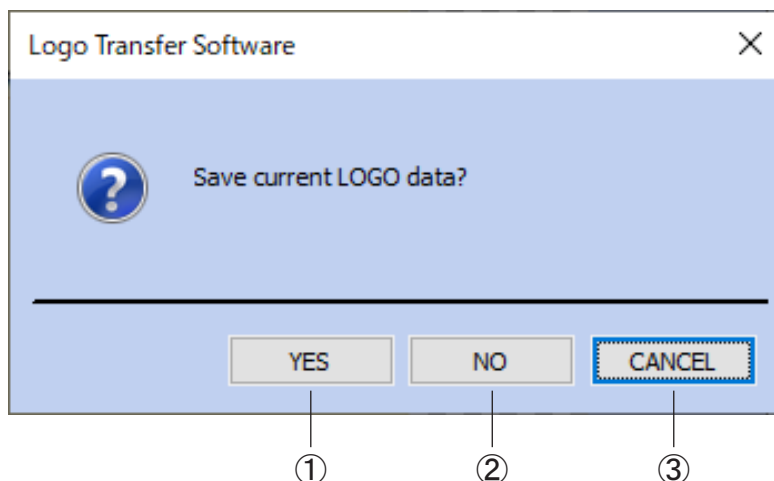 Logo Transfer Software
Save current LOGO data?
YES NO CANCEL
① ② ③